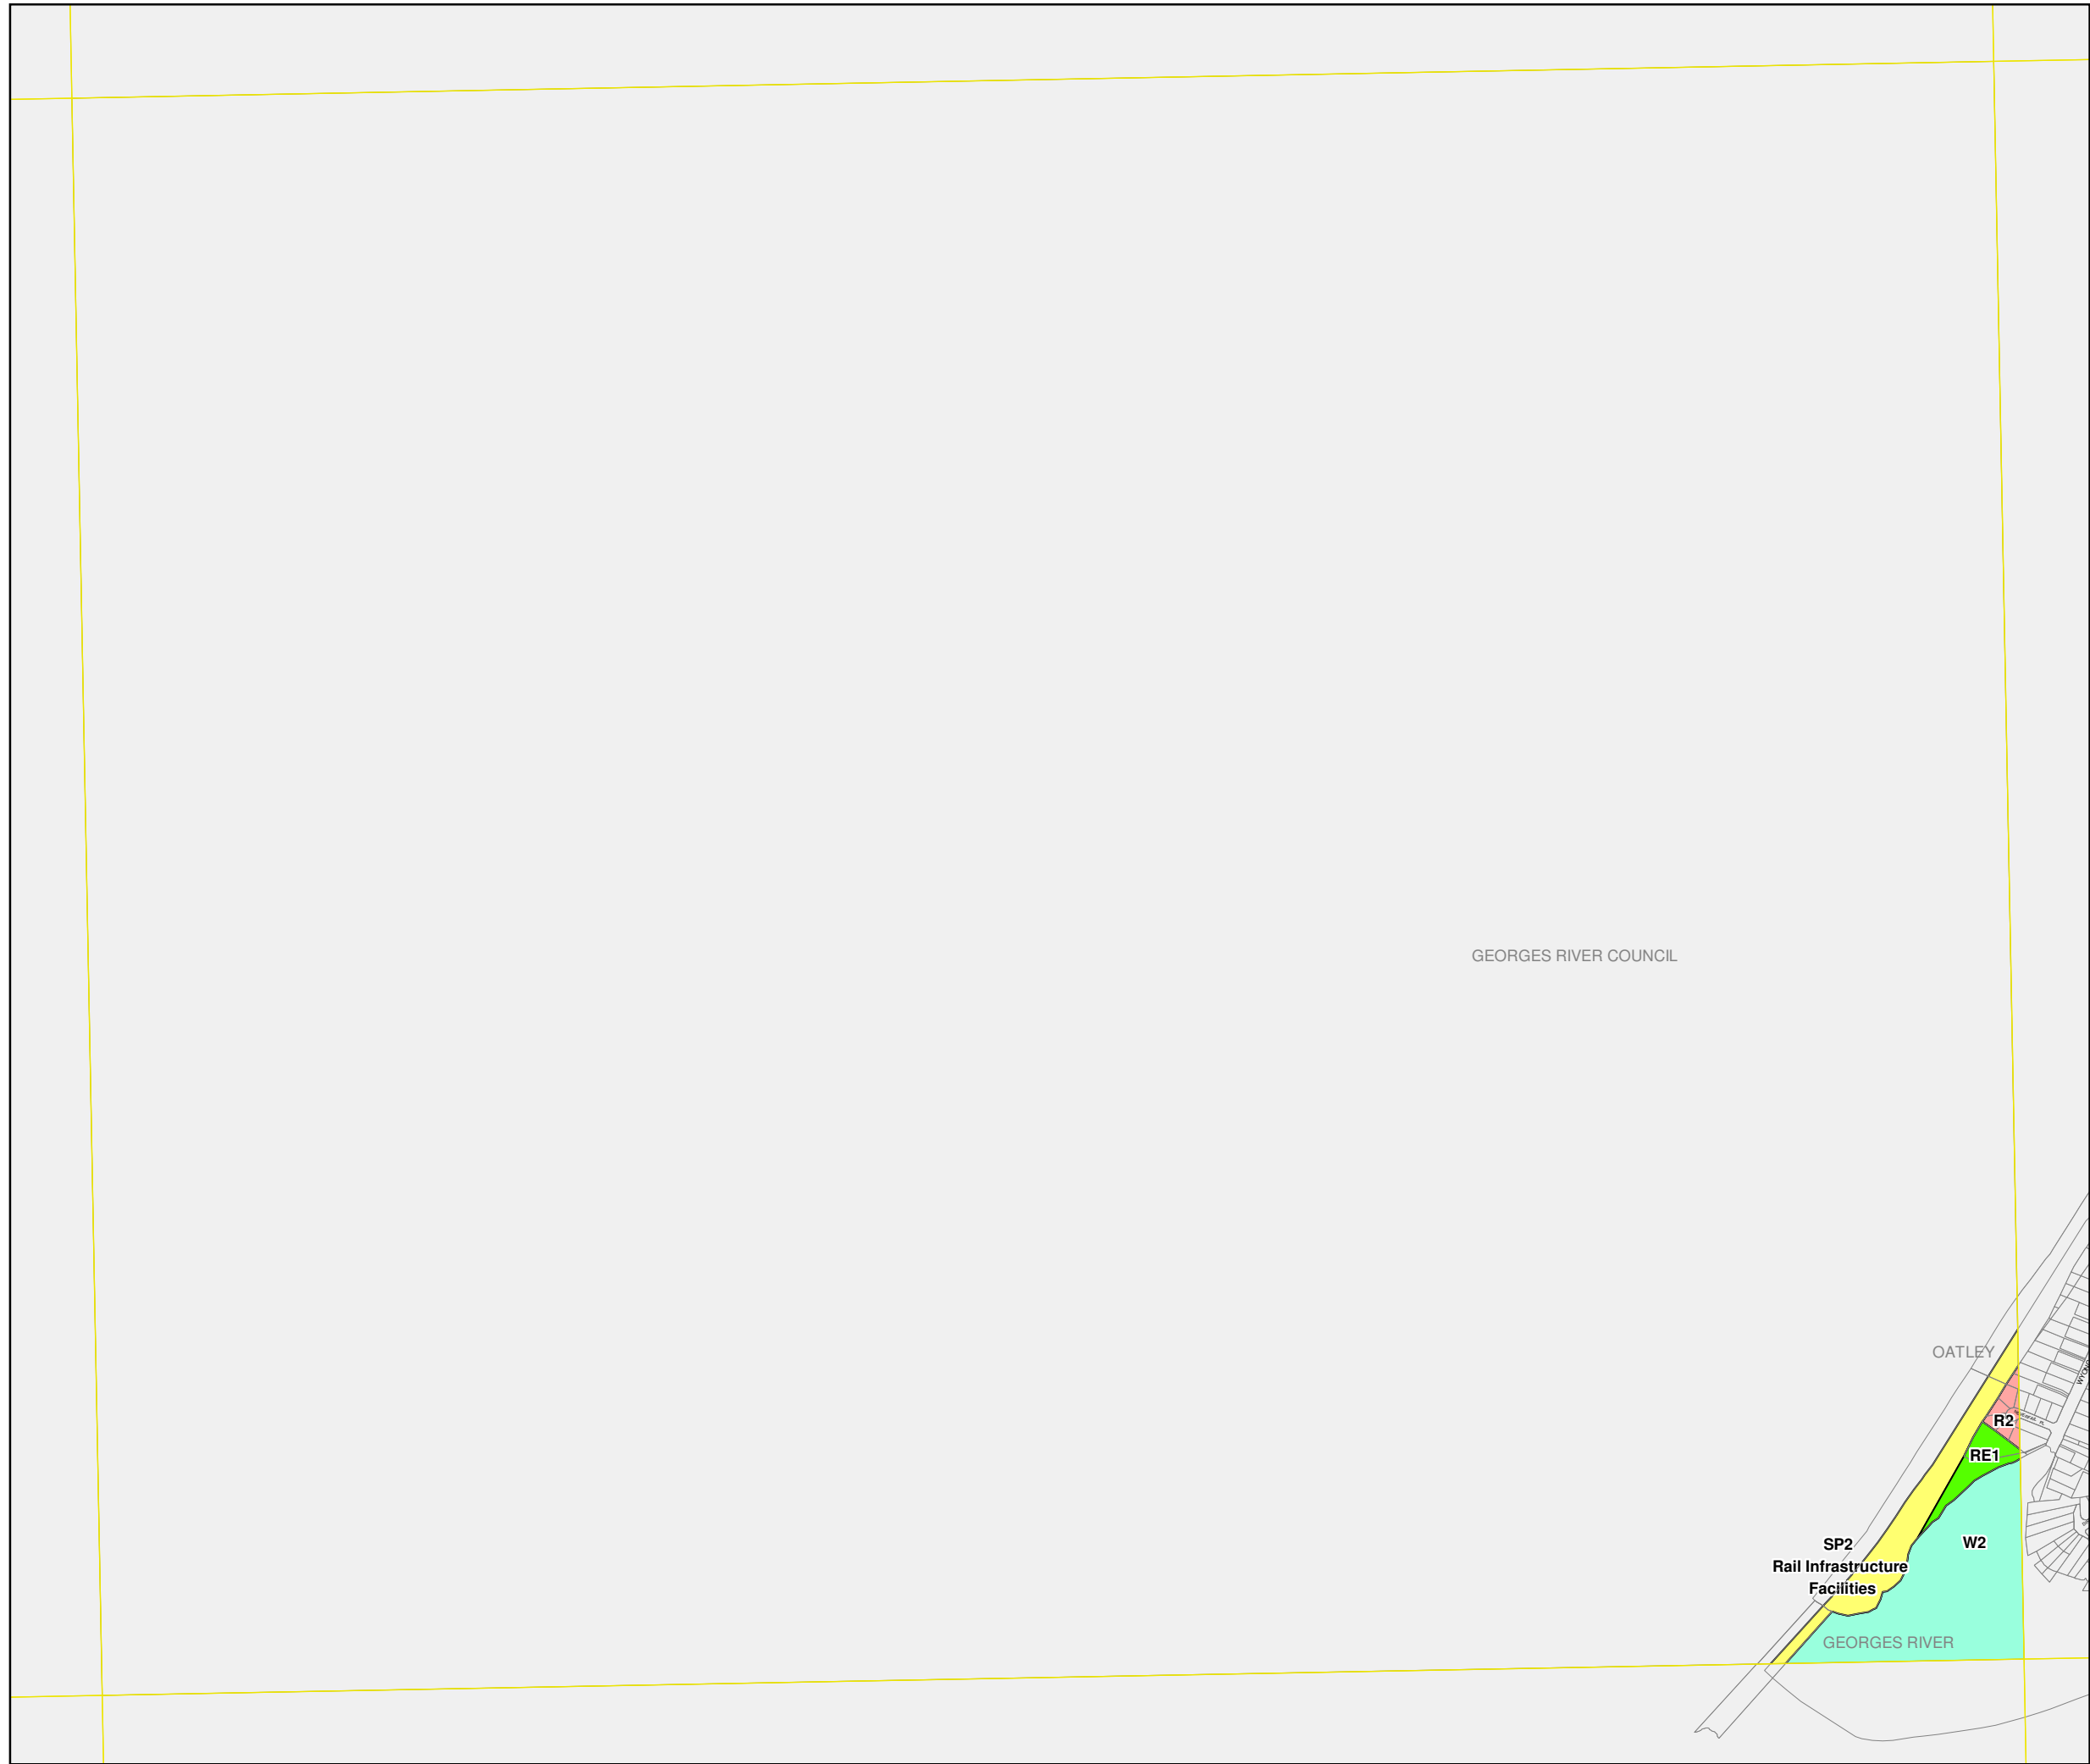 GEORGES RIVER COUNCIL
OATLEY
R2
RE1
W2
SP2
Rail Infrastructure
Facilities
GEORGES RIVER